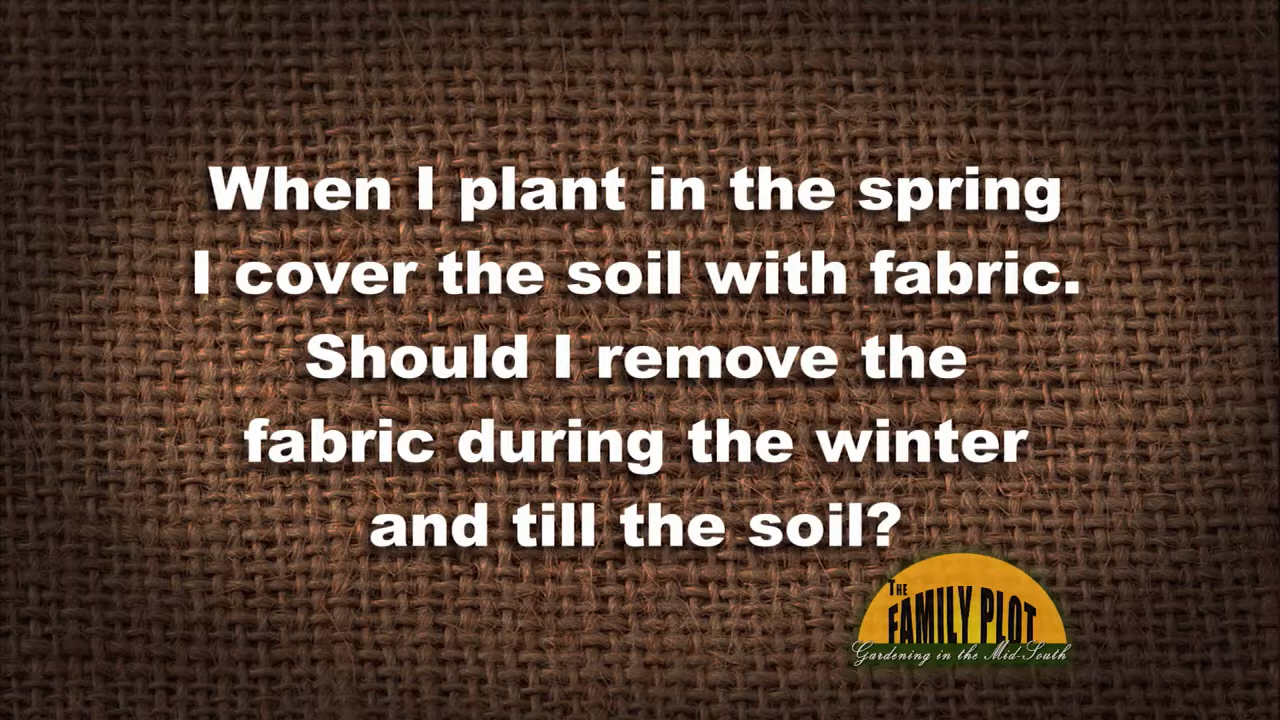 When I plant in the spring
I cover the soil with fabric.
Should I remove the
fabric during the winter
and till the soil?
THE
FAMILY PLOT
Gardening in the Mid-South